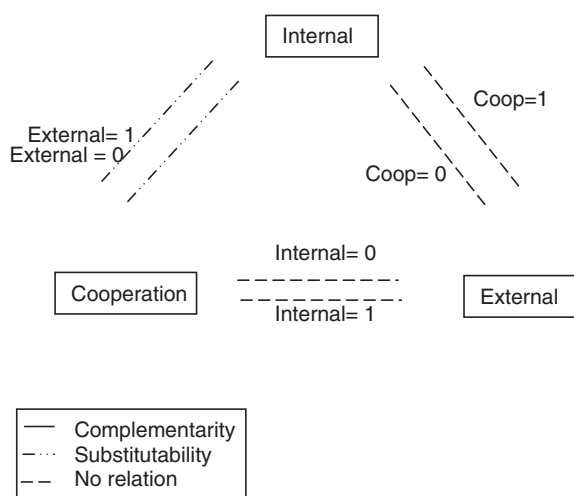 Internal
Coop=1
External= 1
External = 0
Coop= 0
Internal= 0
Cooperation
External
Internal= 1
Complementarity
Substitutability
No relation